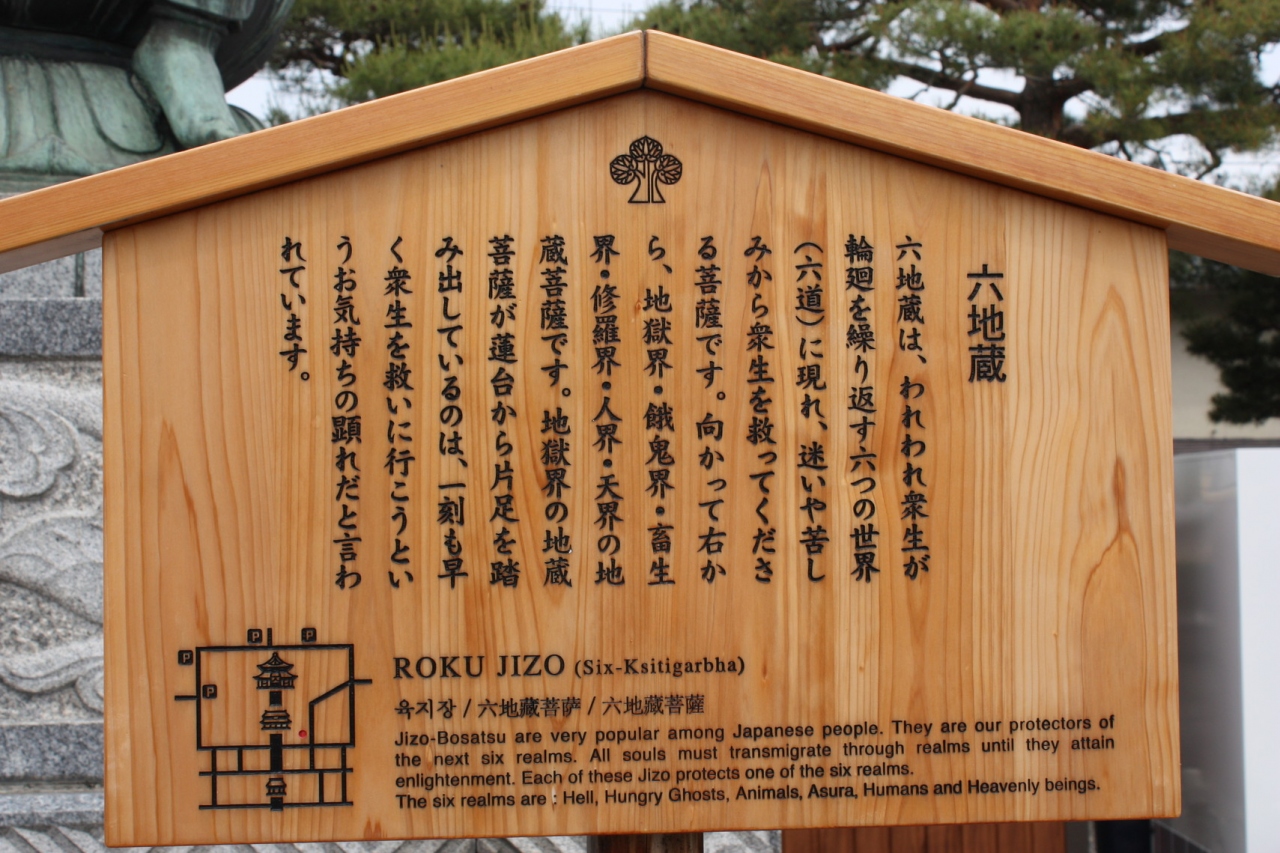 六地蔵
六地蔵は、われわれ衆生が
輪廻を繰り返す六つの世界
(六道)に現れ、迷いや苦し
みから衆生を救ってくださ
る菩薩です。向かって右か
ら、地獄界・餓鬼界・畜生
界・修羅界・人界・天界の地
蔵菩薩です。地獄界の地蔵
菩薩が蓮台から片足を踏
み出しているのは、一刻も早
く衆生を救いに行こうとい
うお気持ちの顕れだと言わ
れています。
P P
P
P
ROKU JIZO (Six-Ksitigarbha)
육지장 / 六地藏菩萨 / 六地藏菩薩
Jizo-Bosatsu are very popular among Japanese people. They are our protectors of
the next six realms. All souls must transmigrate through realms until they attain
enlightenment. Each of these Jizo protects one of the six realms.
The six realms are : Hell, Hungry Ghosts, Animals, Asura, Humans and Heavenly beings.